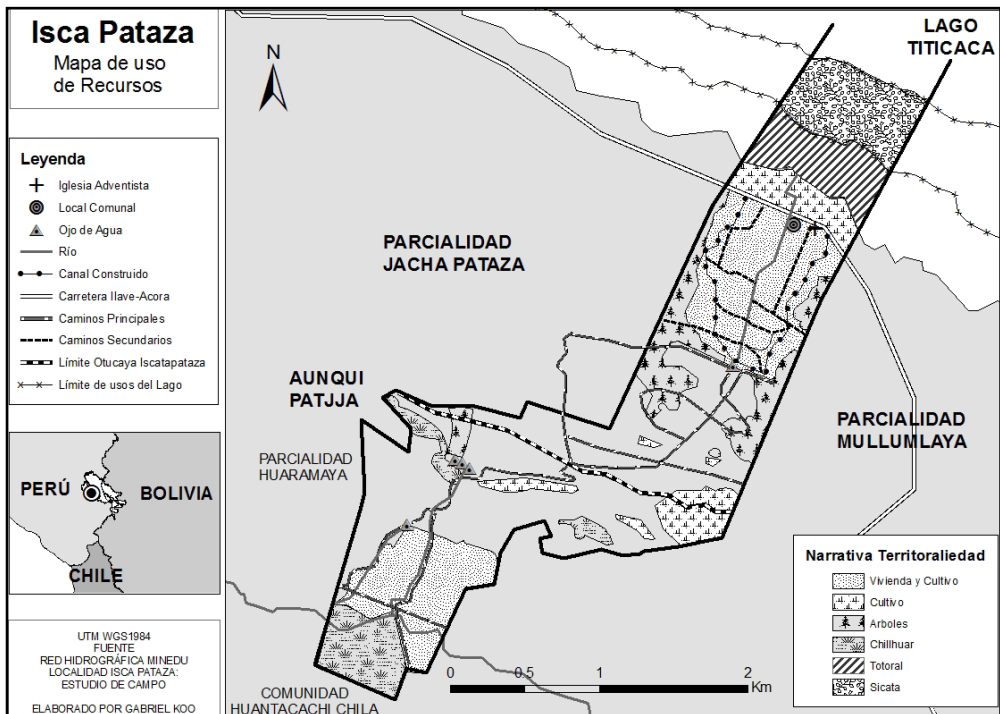 Isca Pataza
Mapa de uso
de Recursos
Leyenda
Iglesia Adventista
Local Comunal
Ojo de Agua
Río
Canal Construido
Carretera Ilave-Acora
Caminos Principales
Caminos Secundarios
Límite Otucaya Iscatapataza
Límite de usos del Lago
PERÚ
BOLIVIA
CHILE
UTM WGS1984
FUENTE
RED HIDROGRÁFICA MINEDU
LOCALIDAD ISCA PATAZA:
ESTUDIO DE CAMPO
ELABORADO POR GABRIEL KOO
N
LAGO
TITICACA
PARCIALIDAD
JACHA PATAZA
AUNQUI
PATJJA
PARCIALIDAD
HUARAMAYA
PARCIALIDAD
MULLUMLAYA
COMUNIDAD
HUANTACACHI CHILA
0 0.5 1 2
Km
Narrativa Territoraliedad
Vivienda y Cultivo
Cultivo
Arboles
Chillhuar
Totoral
Sicata